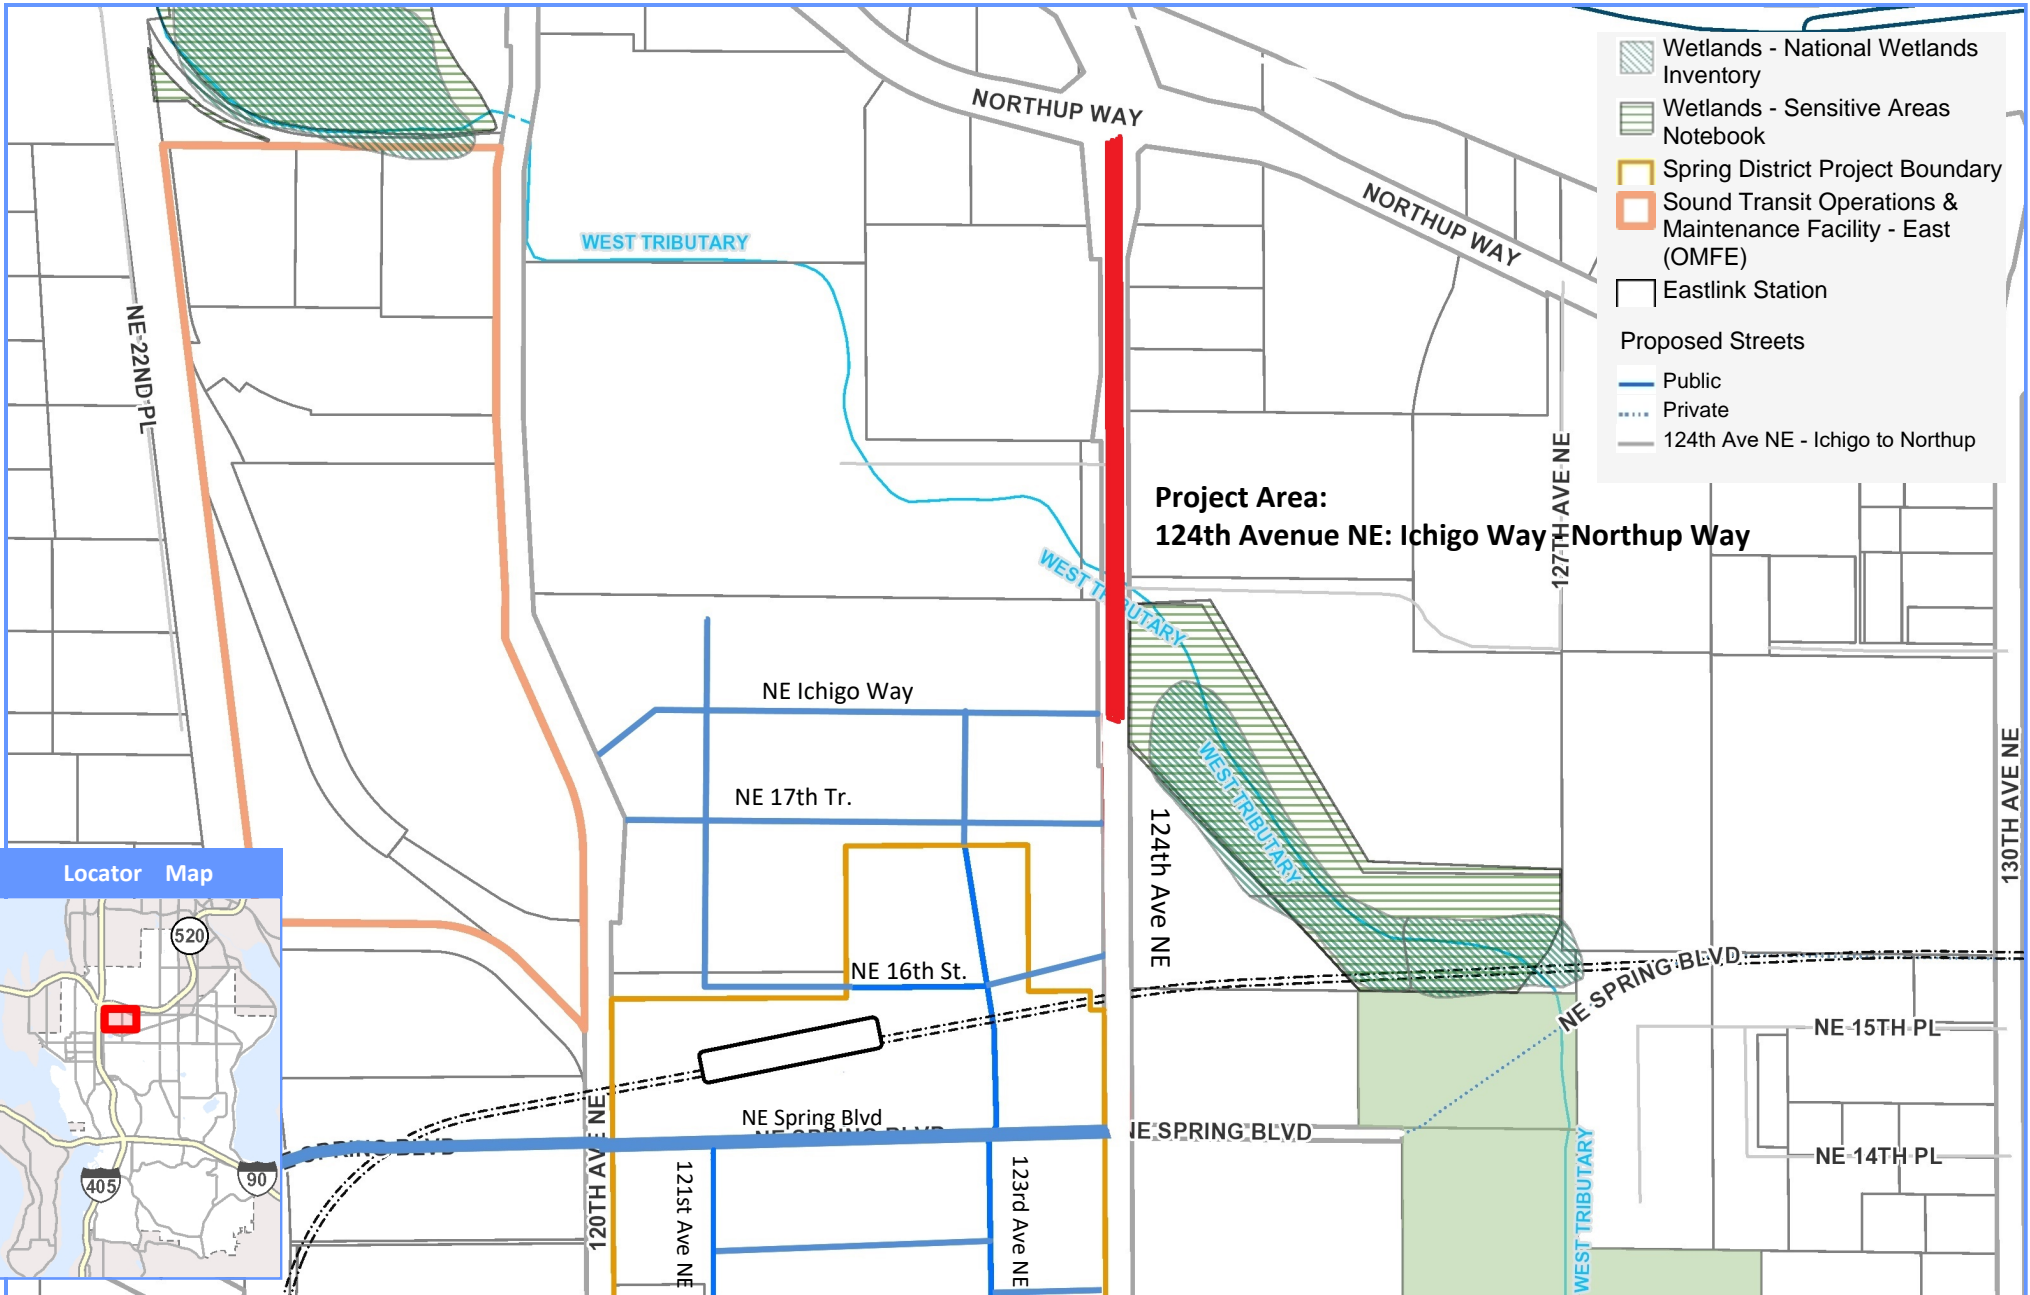 Wetlands - National Wetlands
Inventory
Wetlands - Sensitive Areas
Notebook
Spring District Project Boundary
Sound Transit Operations &
Maintenance Facility - East
(OMFE)
Eastlink Station
Proposed Streets
Public
Private
124th Ave NE - Ichigo to Northup
NORTHUP WAY
NORTHUP WAY
WEST TRIBUTARY
NE 22ND PL
Project Area:
124th Avenue NE: Ichigo Way - Northup Way
127TH AVE NE
WEST TRIBUTARY
NE Ichigo Way
NE 17th Tr.
WEST TRIBUTARY
124th Ave NE
130TH AVE NE
Locator Map
520
405
90
NE 16th St.
NE SPRING BLVD
NE 15TH PL
NE Spring Blvd
NE SPRING BLVD
SPRING BLVD
NE SPRING BLVD
NE 14TH PL
120TH AVE NE
121st Ave NE
123rd Ave NE
WEST TRIBUTARY